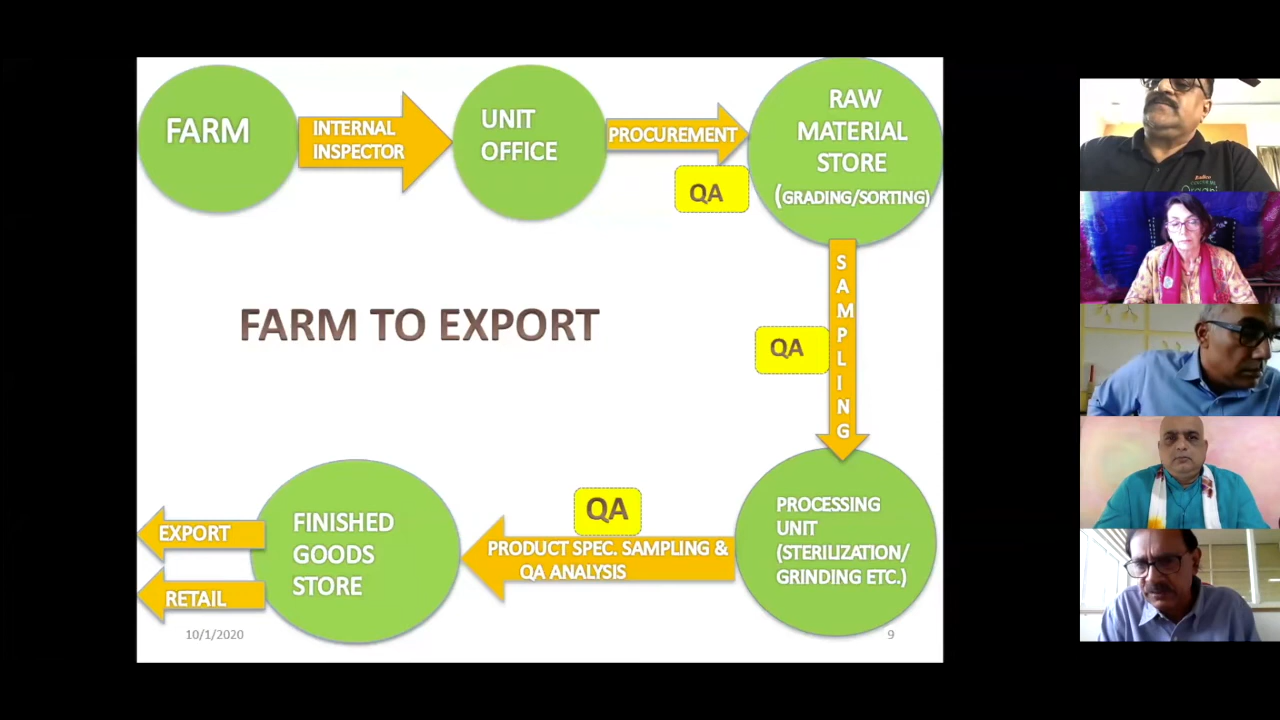 FARM
INTERNAL
INSPECTOR
UNIT
OFFICE
PROCUREMENT
QA
RAW
MATERIAL
STORE
(GRADING/SORTING)
SAMPLING
QA
FARM TO EXPORT
PROCESSING
UNIT
(STERILIZATION/
GRINDING ETC.)
QA
PRODUCT SPEC. SAMPLING &
QA ANALYSIS
FINISHED
GOODS
STORE
EXPORT
RETAIL
10/1/2020
9